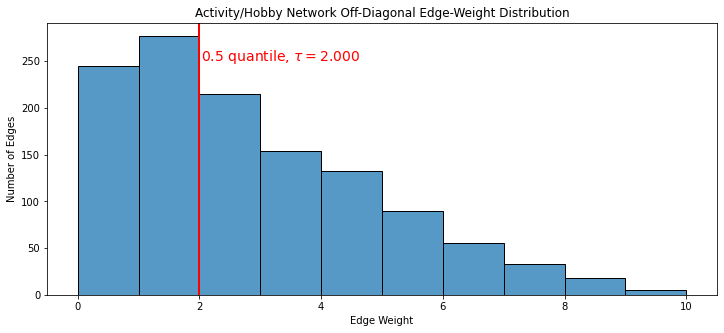 Activity/Hobby Network Off-Diagonal Edge-Weight Distribution
250
200
150
100
50
0
Number of Edges
0.5 quantile, τ = 2.000
0 2 4 6 8 10
Edge Weight